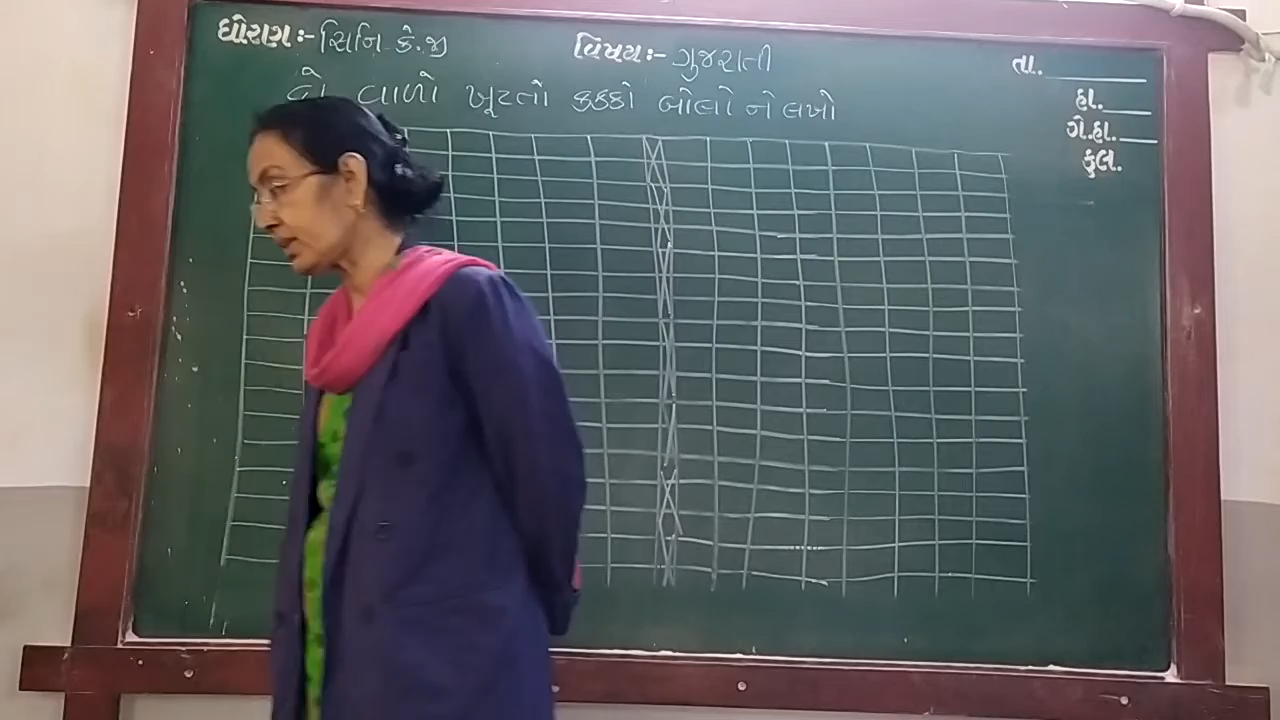 ધોરણ :- સિનિ કે.જી
વિષય :- ગુજરાતી
તા.
હા.
ગે.હા.
કુલ.
વાળો ખૂટતો કક્કો બોલો ને લખો